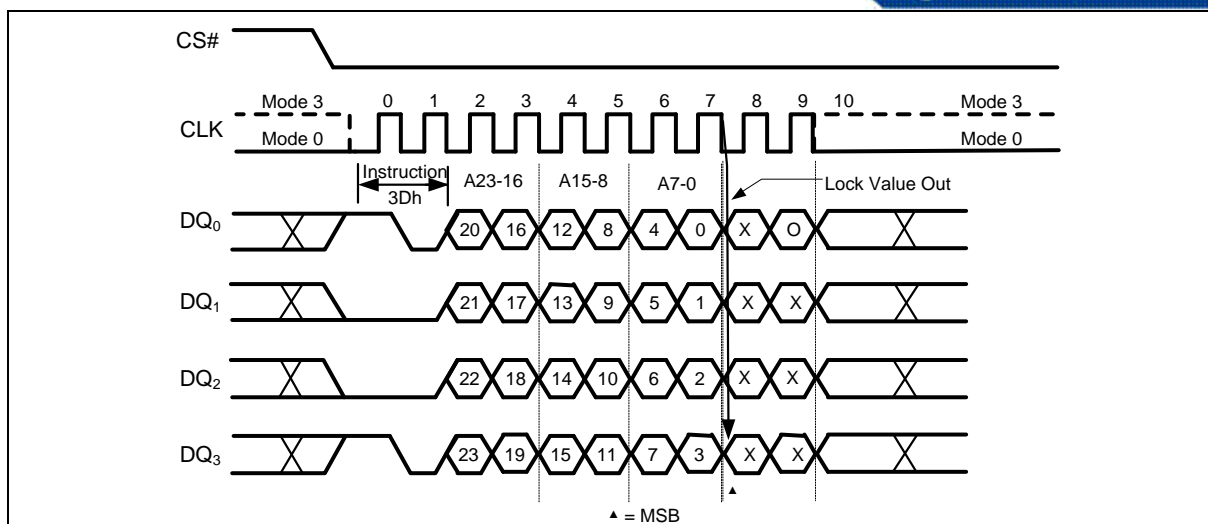 CS#
Mode 3 0 1 2 3 4 5 6 7 8 9 10 Mode 3
CLK
Mode 0 Mode 0
Instruction A23-16 A15-8 A7-0
3Dh Lock Value Out
DQ0 20 16 12 8 4 0 X O
DQ1 21 17 13 9 5 1 X X
DQ2 22 18 14 10 6 2 X X
DQ3 23 19 15 11 7 3 X X
▲
▲ = MSB